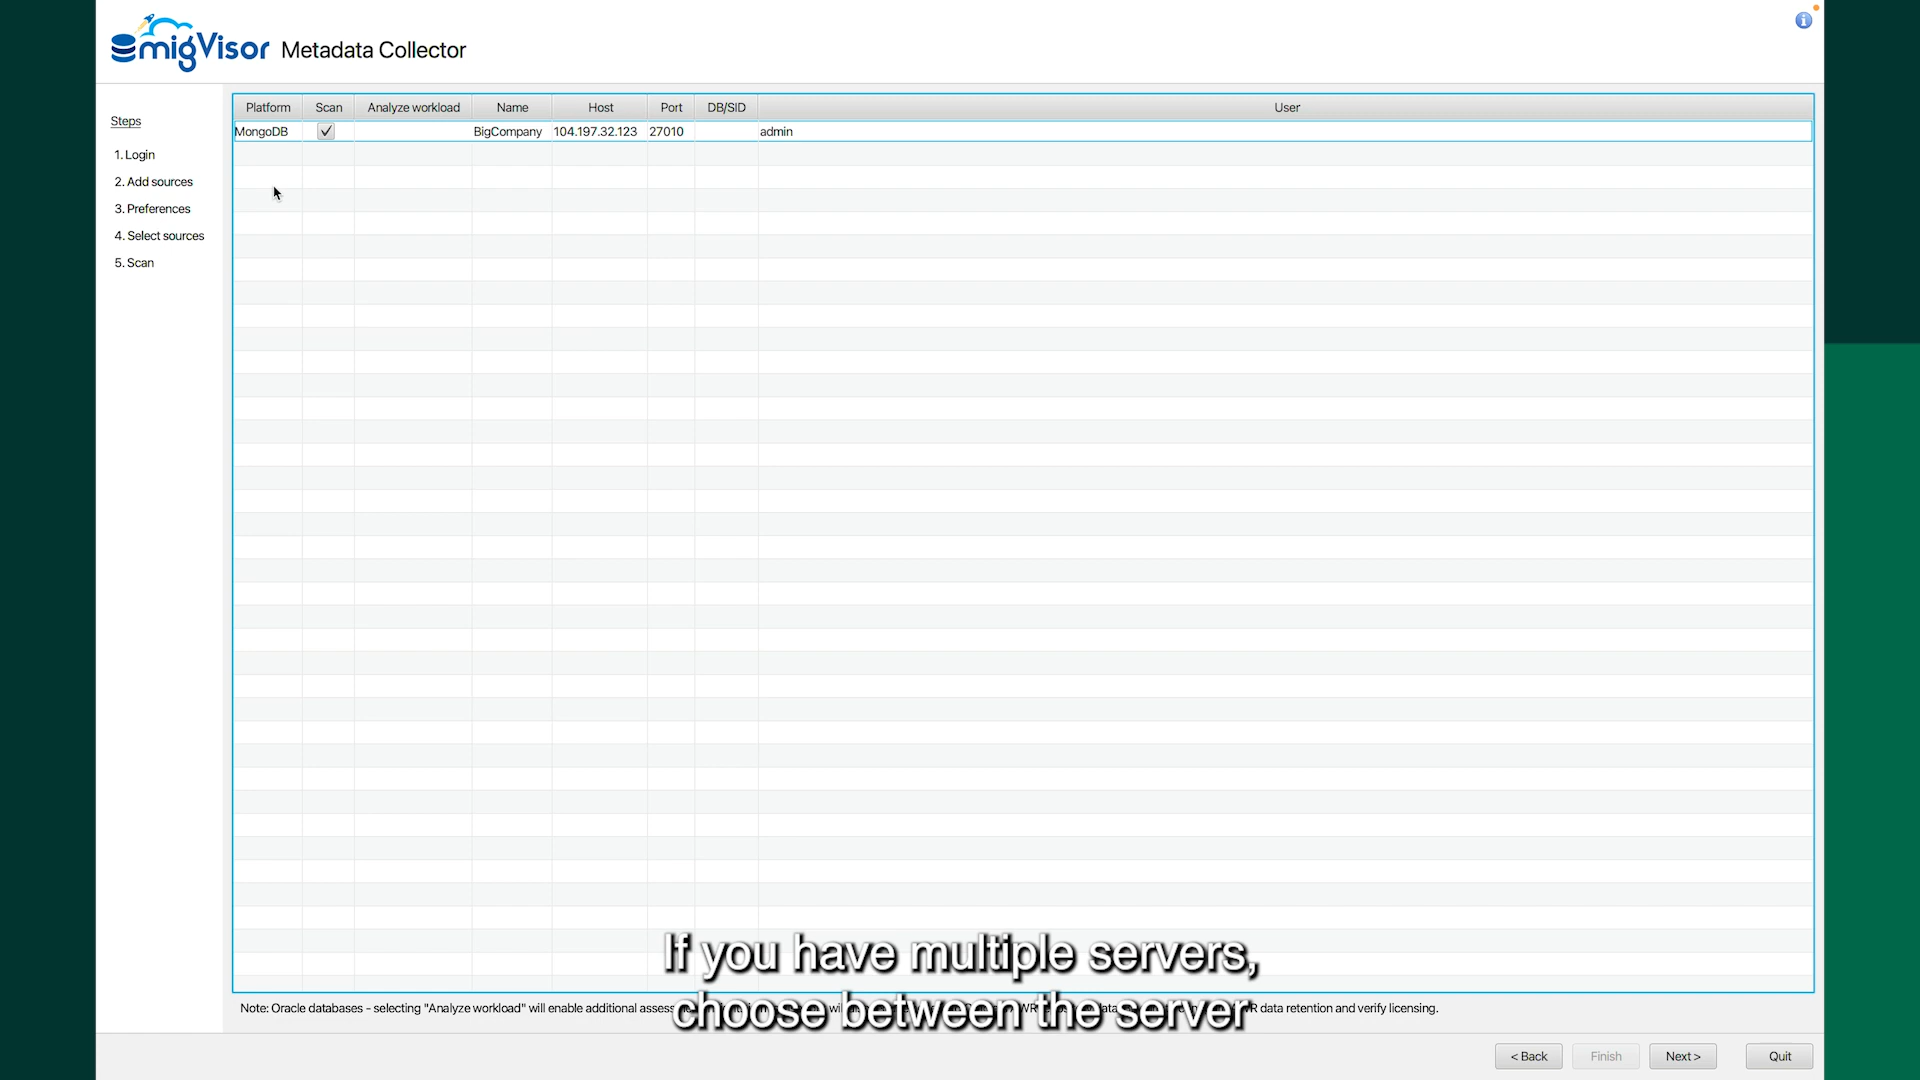 migVisor Metadata Collector
Steps
1. Login
2. Add sources
3. Preferences
4. Select sources
5. Scan
Platform Scan Analyze workload Name Host Port DB/SID User
MongoDB BigCompany 104.197.32.123 27010 admin
If you have multiple servers,
choose between the server
Note: Oracle databases - selecting "Analyze workload" will enable additional data retention and verify licensing.
< Back Finish Next > Quit